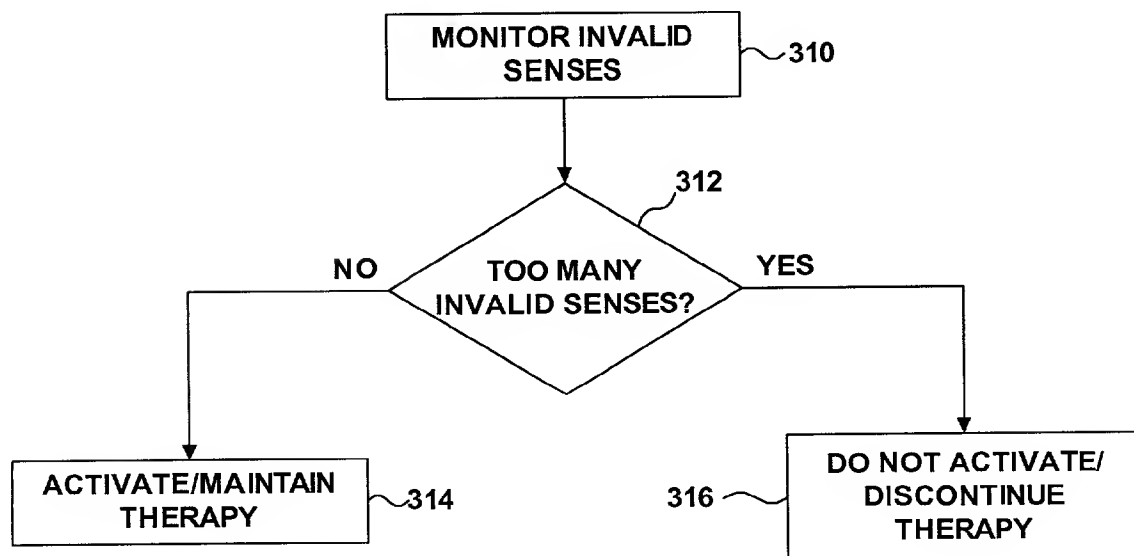 MONITOR INVALID
SENSES
310
312
NO
TOO MANY
INVALID SENSES?
YES
ACTIVATE/MAINTAIN
THERAPY
314
316
DO NOT ACTIVATE/
DISCONTINUE
THERAPY